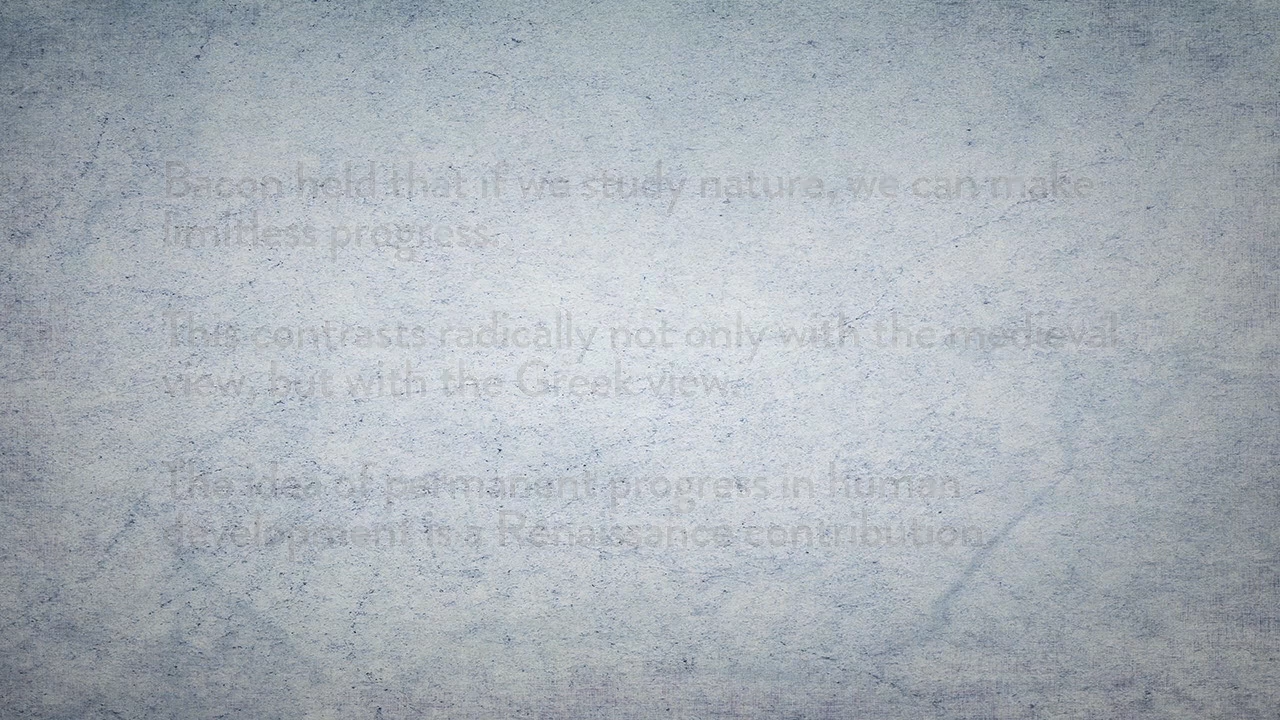 Bacon held that if we study nature, we can make
limitless progress.
This contrasts radically not only with the medieval
view, but with the Greek view.
The idea of permanent progress in human
development is a Renaissance contribution.